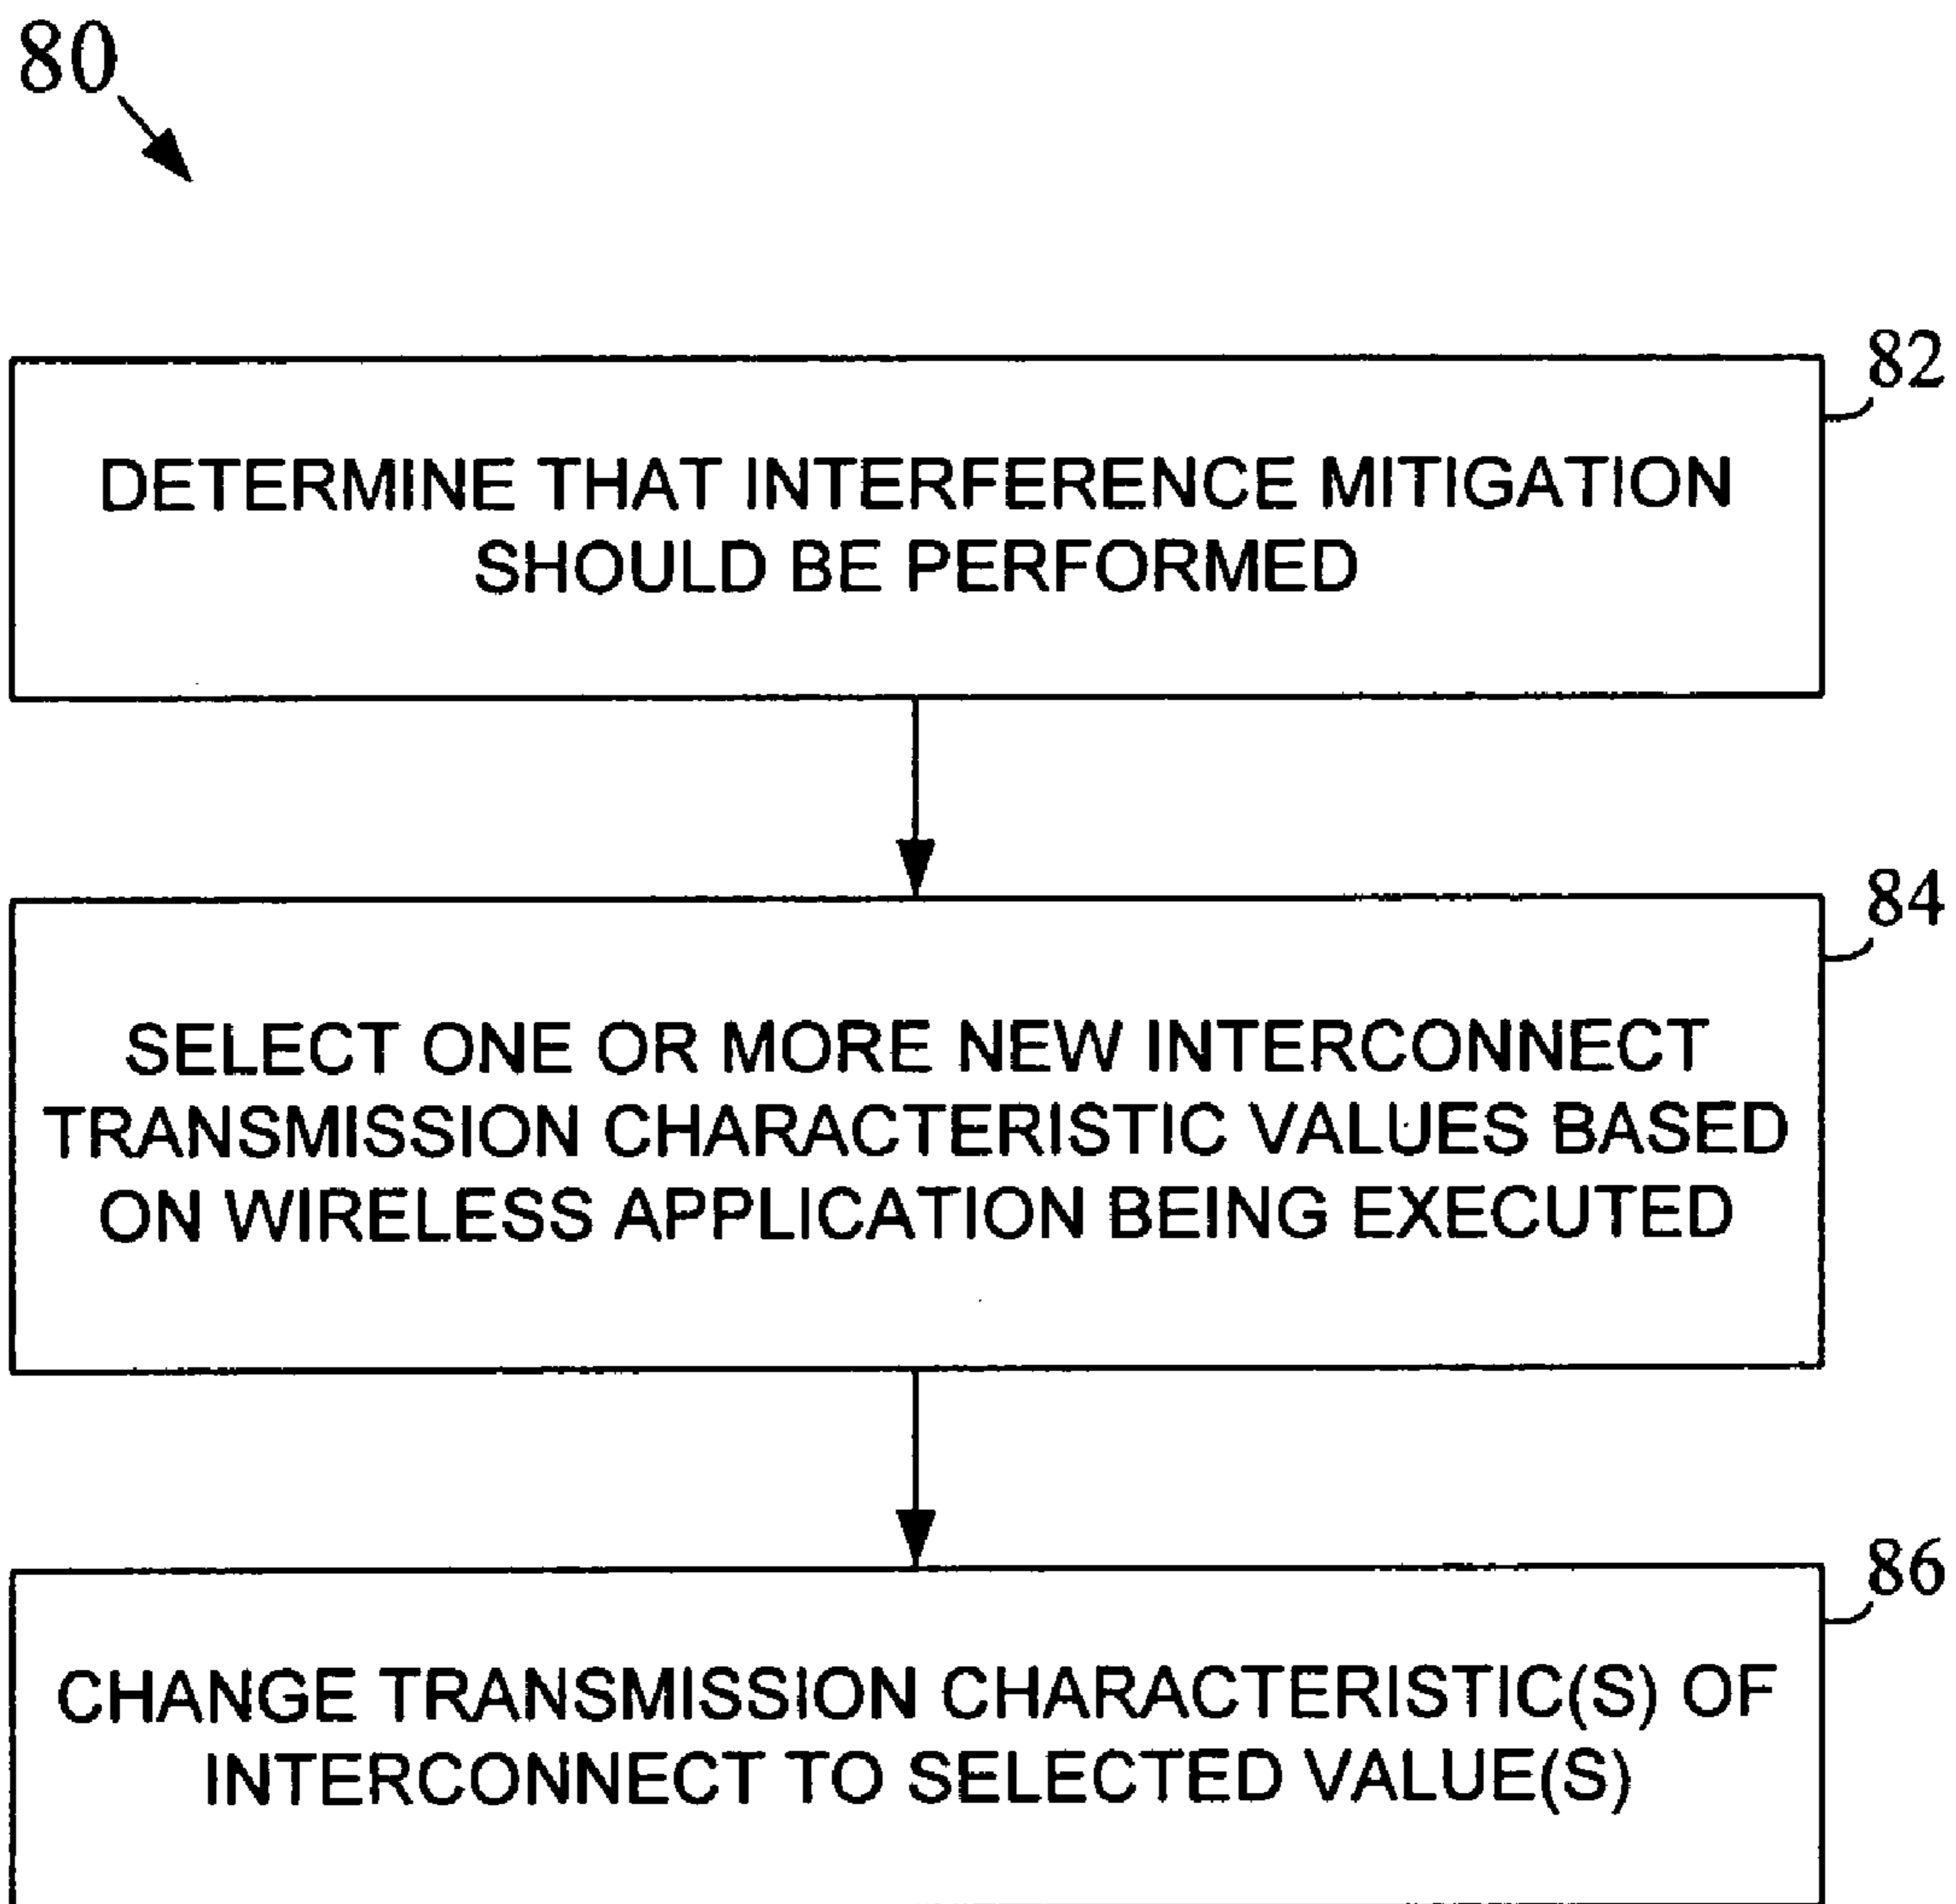 80
82
DETERMINE THAT INTERFERENCE MITIGATION
SHOULD BE PERFORMED
84
SELECT ONE OR MORE NEW INTERCONNECT
TRANSMISSION CHARACTERISTIC VALUES BASED
ON WIRELESS APPLICATION BEING EXECUTED
86
CHANGE TRANSMISSION CHARACTERISTIC(S) OF
INTERCONNECT TO SELECTED VALUE(S)